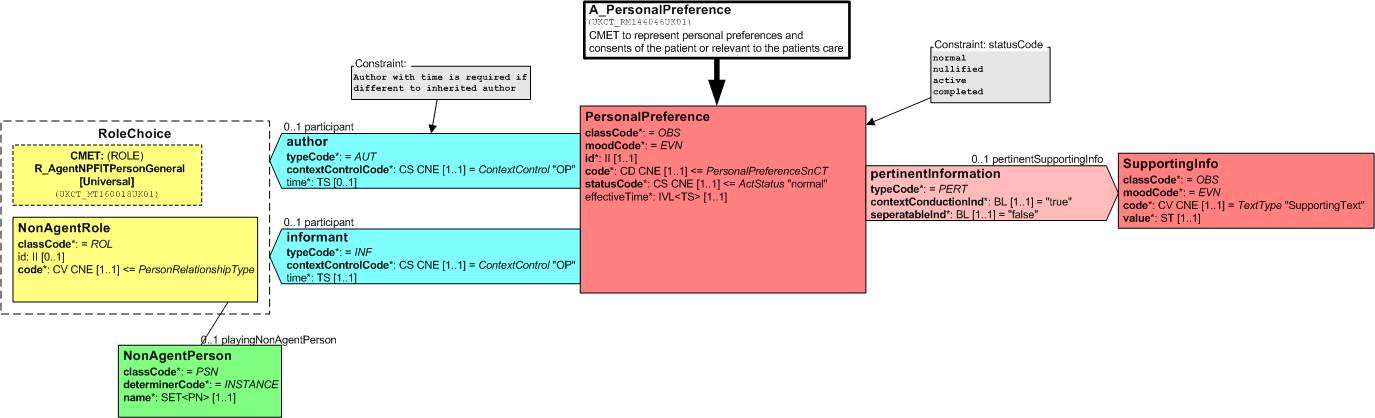 A_PersonalPreference
(UKCT_RM144046UK01)
CMET to represent personal preferences and
consents of the patient or relevant to the patients care
Constraint: statusCode
normal
nullified
active
completed
Constraint:
Author with time is required if
different to inherited author
RoleChoice
CMET: (ROLE)
R_AgentNPFITPersonGeneral
[Universal]
(UKCT_MT160018UK01)
NonAgentRole
classCode*: = ROL
id: II [0..1]
code*: CV CNE [1..1] <= PersonRelationshipType
0..1 participant
author
typeCode*: = AUT
contextControlCode*: CS CNE [1..1] = ContextControl "OP"
time*: TS [0..1]
0..1 participant
informant
typeCode*: = INF
contextControlCode*: CS CNE [1..1] = ContextControl "OP"
time*: TS [1..1]
PersonalPreference
classCode*: = OBS
moodCode*: = EVN
id*: II [1..1]
code*: CD CNE [1..1] <= PersonalPreferenceSnCT
statusCode*: CS CNE [1..1] <= ActStatus "normal"
effectiveTime*: IVL<TS> [1..1]
0..1 pertinentSupportingInfo
pertinentInformation
typeCode*: = PERT
contextConductionInd*: BL [1..1] = "true"
seperatableInd*: BL [1..1] = "false"
SupportingInfo
classCode*: = OBS
moodCode*: = EVN
code*: CV CNE [1..1] = TextType "SupportingText"
value*: ST [1..1]
0..1 playingNonAgentPerson
NonAgentPerson
classCode*: = PSN
determinerCode*: = INSTANCE
name*: SET<PN> [1..1]